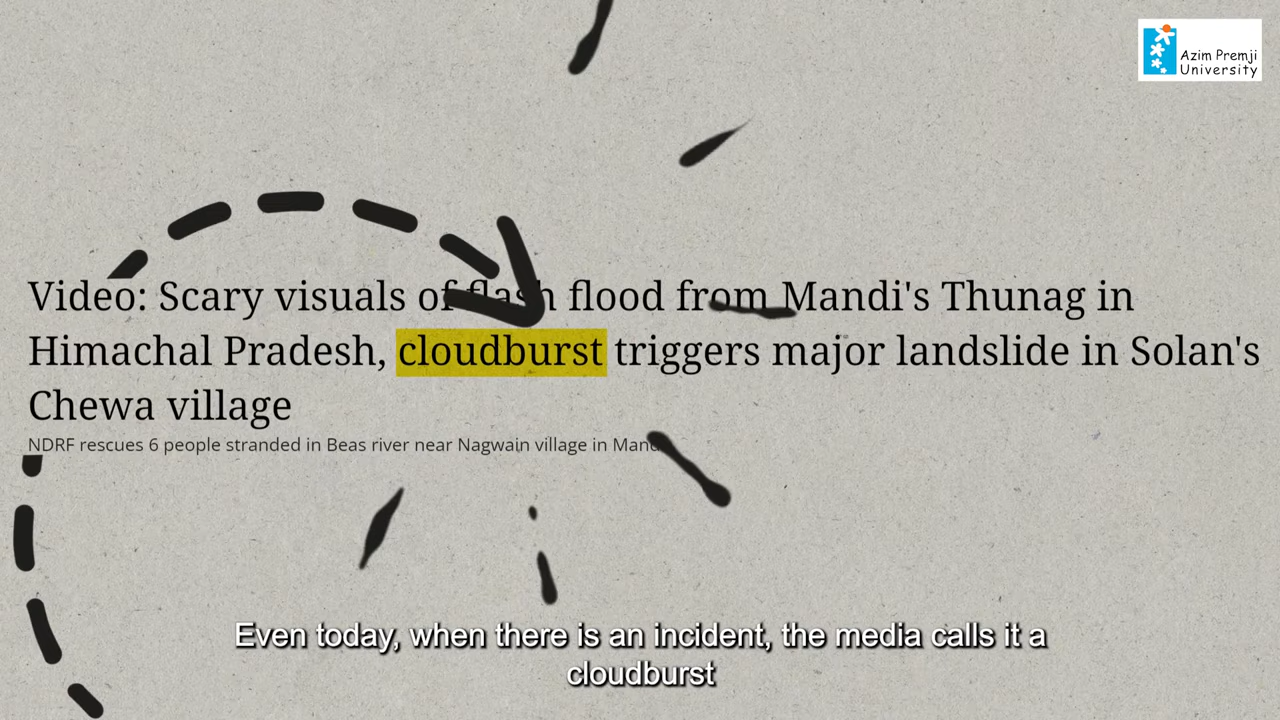 Azim Premji
University
Video: Scary visuals of flash flood from Mandi's Thunag in
Himachal Pradesh, cloudburst triggers major landslide in Solan's
Chewa village
NDRF rescues 6 people stranded in Beas river near Nagwain village in
Even today, when there is an incident, the media calls it a
cloudburst